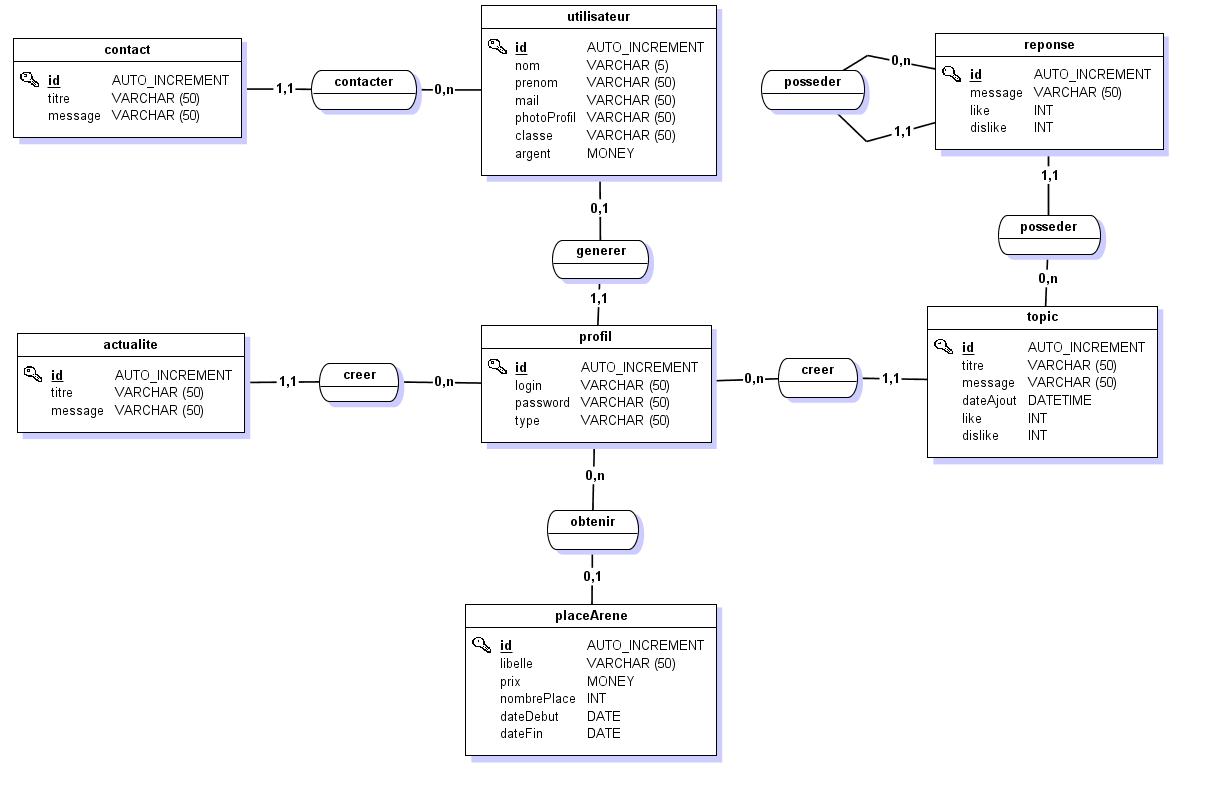 utilisateur
id AUTO_INCREMENT
nom VARCHAR (5)
prenom VARCHAR (50)
mail VARCHAR (50)
photoProfil VARCHAR (50)
classe VARCHAR (50)
argent MONEY
contact
id AUTO_INCREMENT
titre VARCHAR (50)
message VARCHAR (50)
1,1
contacter
0,n
reponse
id AUTO_INCREMENT
message VARCHAR (50)
like INT
dislike INT
posseder
0,n
1,1
1,1
posseder
0,n
0,1
generer
1,1
topic
id AUTO_INCREMENT
titre VARCHAR (50)
message VARCHAR (50)
dateAjout DATETIME
like INT
dislike INT
profil
id AUTO_INCREMENT
login VARCHAR (50)
password VARCHAR (50)
type VARCHAR (50)
actualite
id AUTO_INCREMENT
titre VARCHAR (50)
message VARCHAR (50)
1,1
creer
0,n
0,n
creer
1,1
0,n
obtenir
0,1
placeArene
id AUTO_INCREMENT
libelle VARCHAR (50)
prix MONEY
nombrePlace INT
dateDebut DATE
dateFin DATE